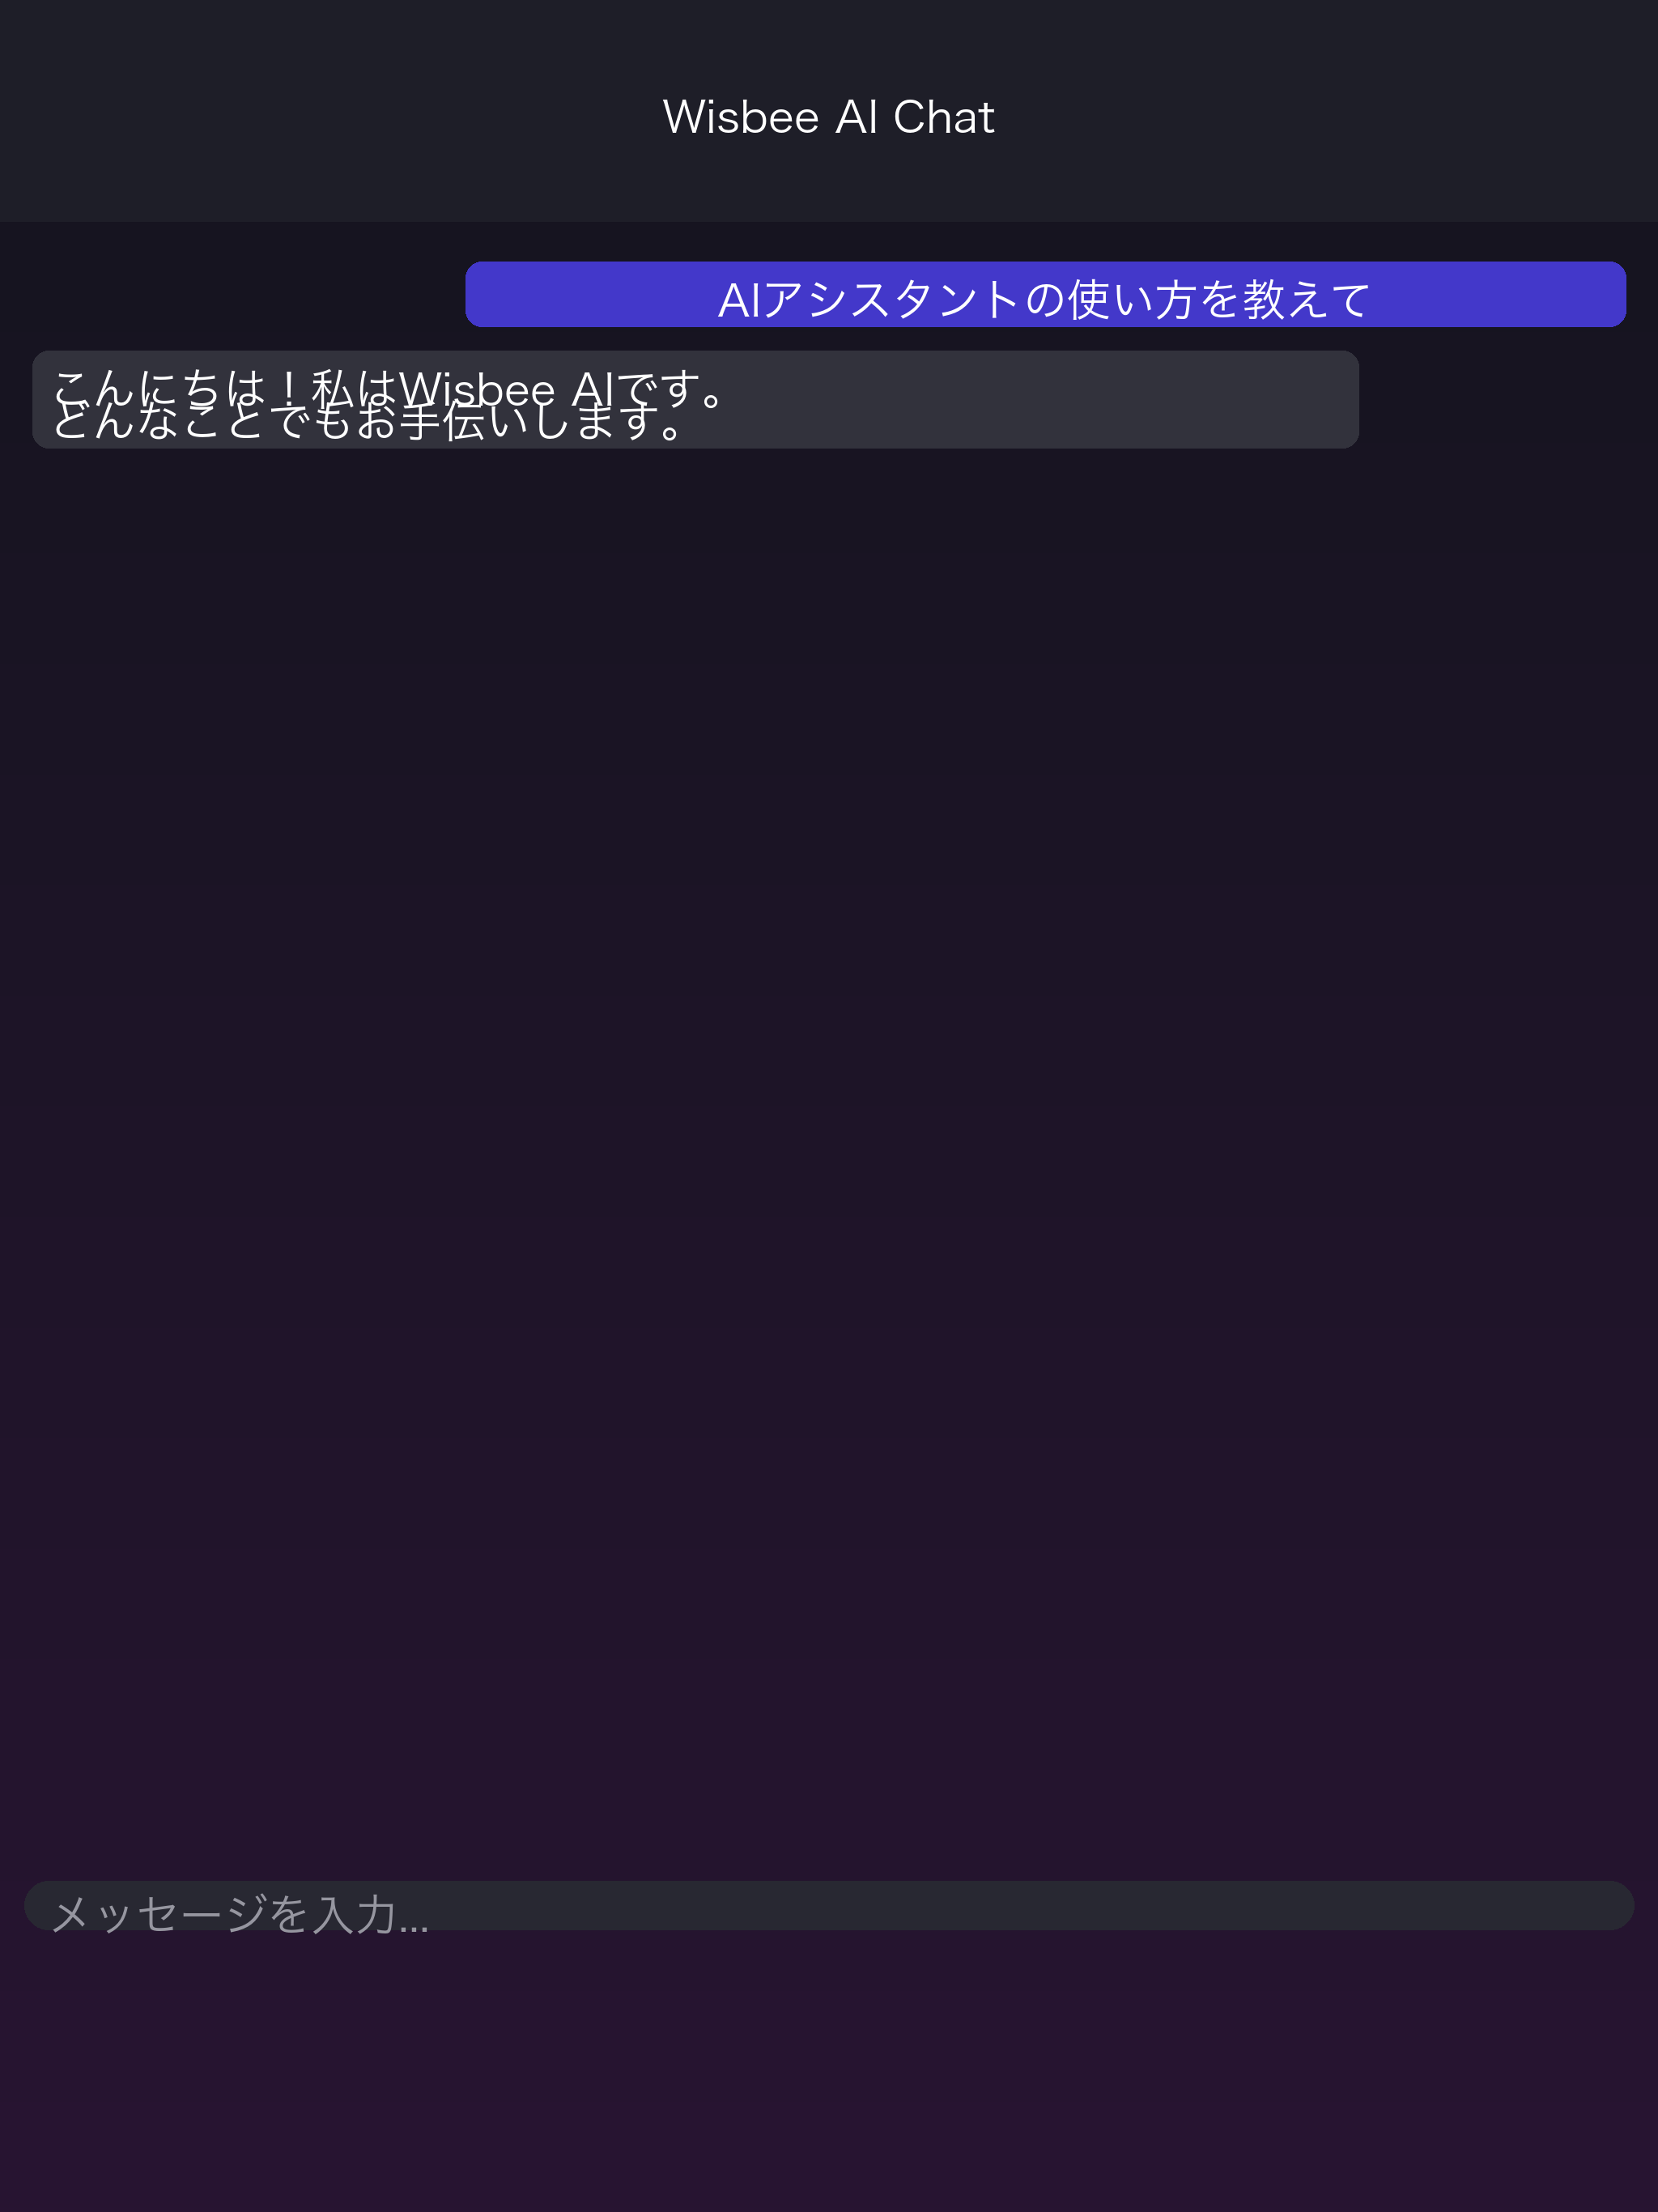 Wisbee AI Chat
AIアシスタントの使い方を教えて
こんにちは！私はWisbee AIです。
どんなことでもお手伝いします。
メッセージを入力...